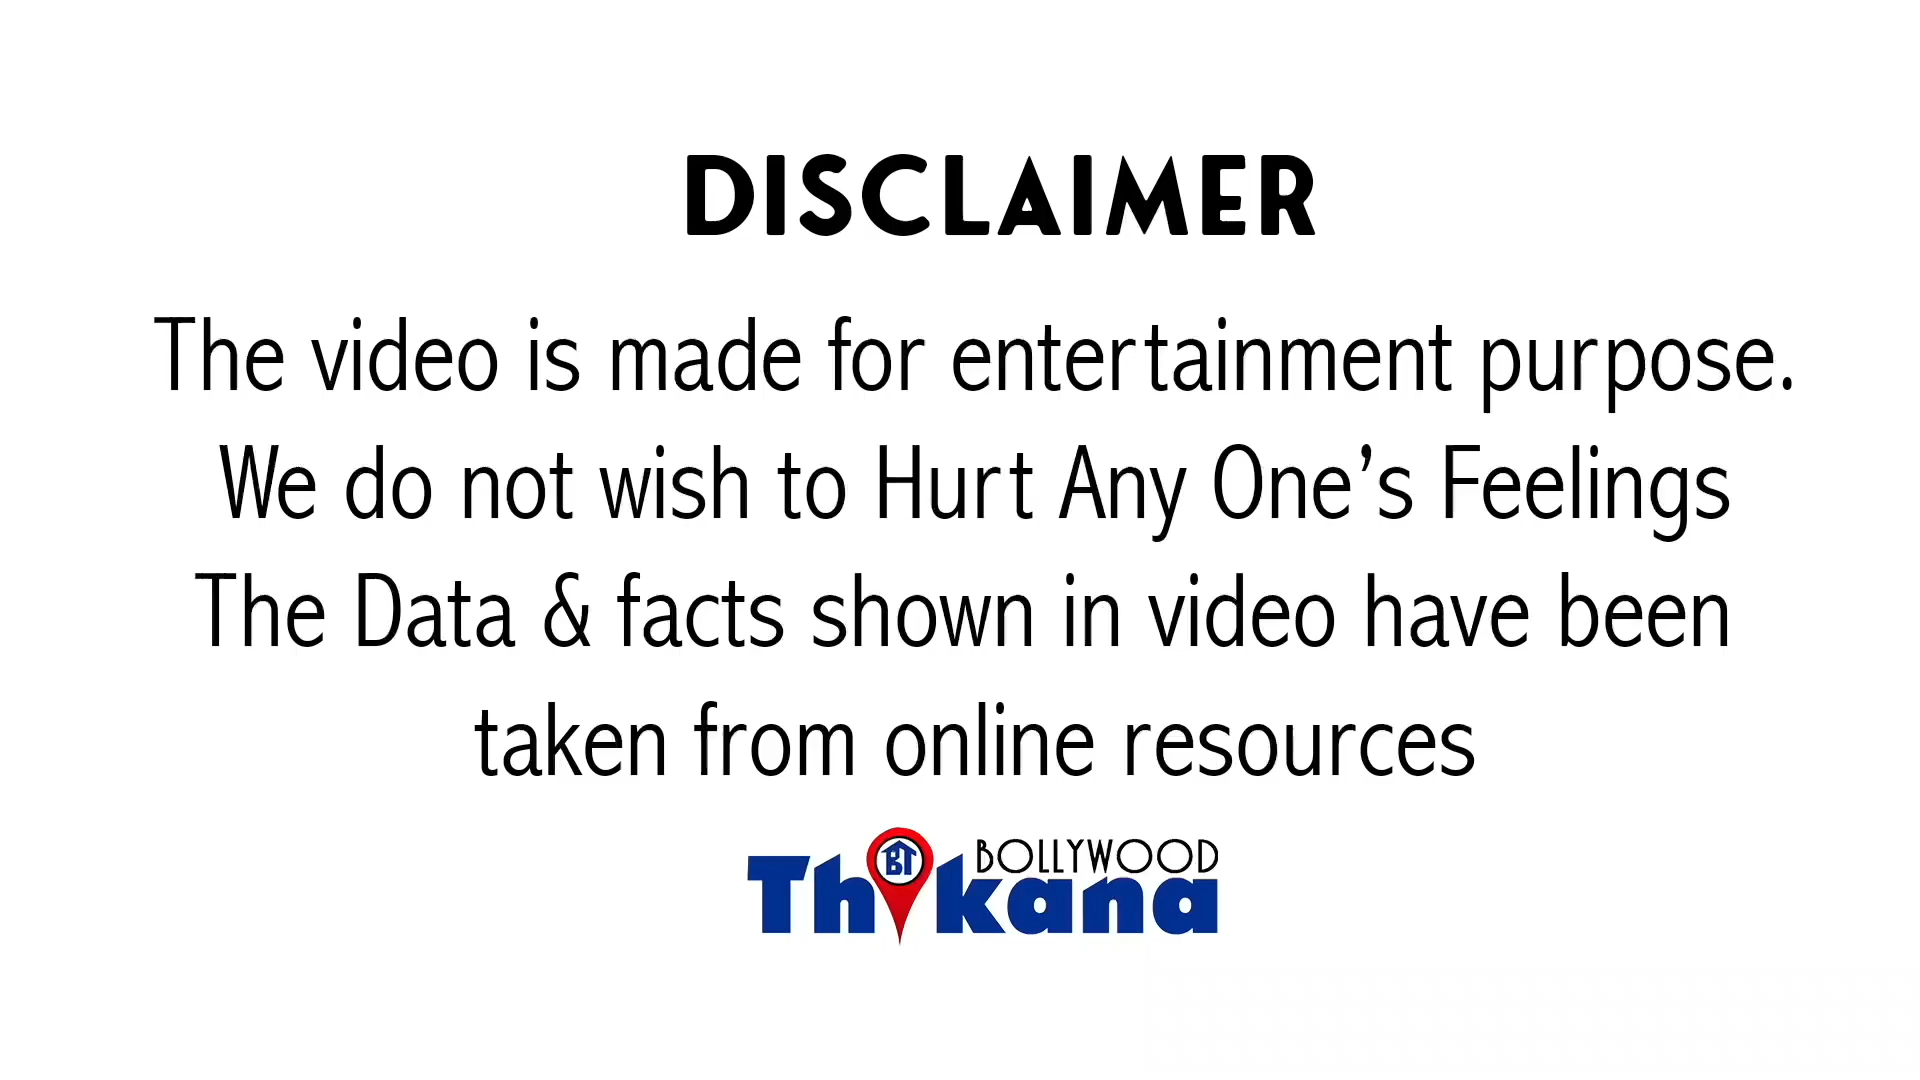 DISCLAIMER
The video is made for entertainment purpose.
We do not wish to Hurt Any One’s Feelings
The Data & facts shown in video have been
taken from online resources
BT
BOLLYWOOD
Thikana